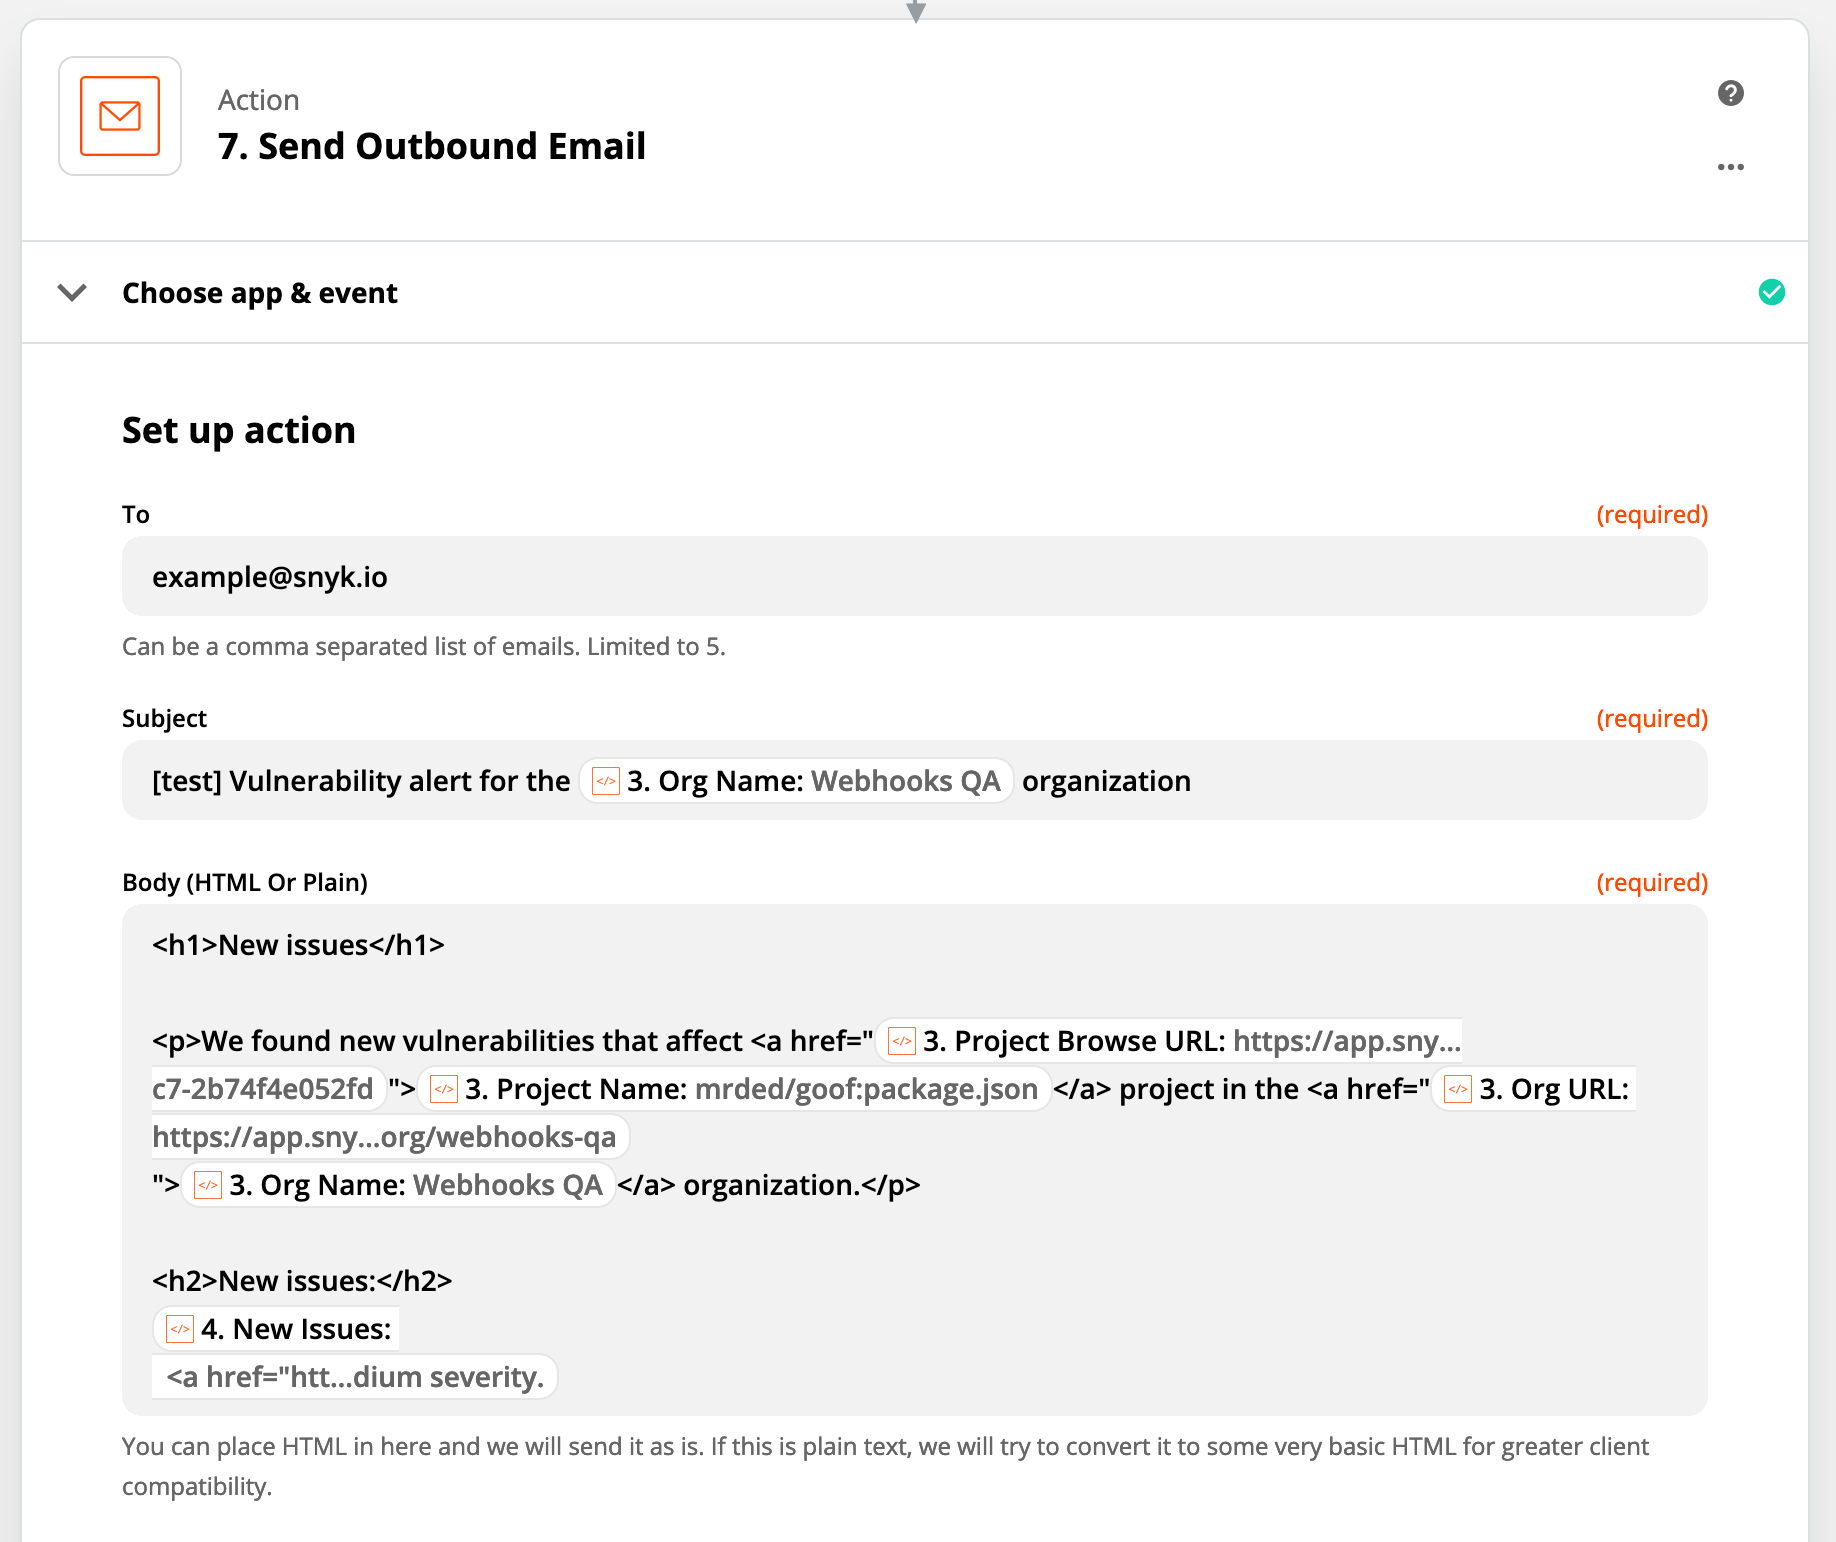 Action
7. Send Outbound Email
Choose app & event
Set up action
To (required)
example@snyk.io
Can be a comma separated list of emails. Limited to 5.
Subject (required)
[test] Vulnerability alert for the </> 3. Org Name: Webhooks QA organization
Body (HTML Or Plain) (required)
<h1>New issues</h1>
<p>We found new vulnerabilities that affect <a href=" </> 3. Project Browse URL: https://app.sny...
c7-2b74f4e052fd "> </> 3. Project Name: mrded/goof:package.json </a> project in the <a href=" </> 3. Org URL:
https://app.sny...org/webhooks-qa
"> </> 3. Org Name: Webhooks QA </a> organization.</p>
<h2>New issues:</h2>
</> 4. New Issues:
<a href="htt...dium severity.
You can place HTML in here and we will send it as is. If this is plain text, we will try to convert it to some very basic HTML for greater client
compatibility.